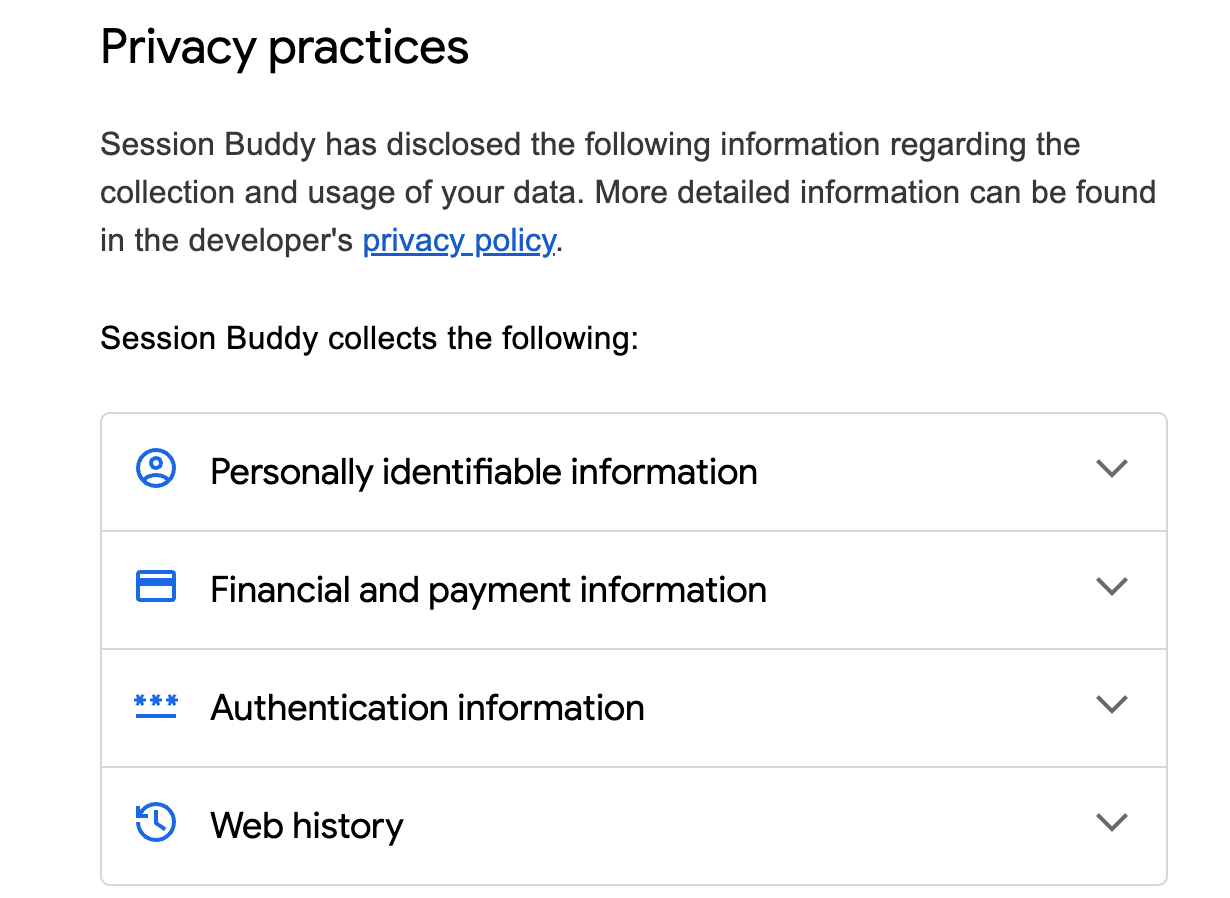 Privacy practices
Session Buddy has disclosed the following information regarding the
collection and usage of your data. More detailed information can be found
in the developer's privacy policy.
Session Buddy collects the following:
Personally identifiable information
Financial and payment information
Authentication information
Web history